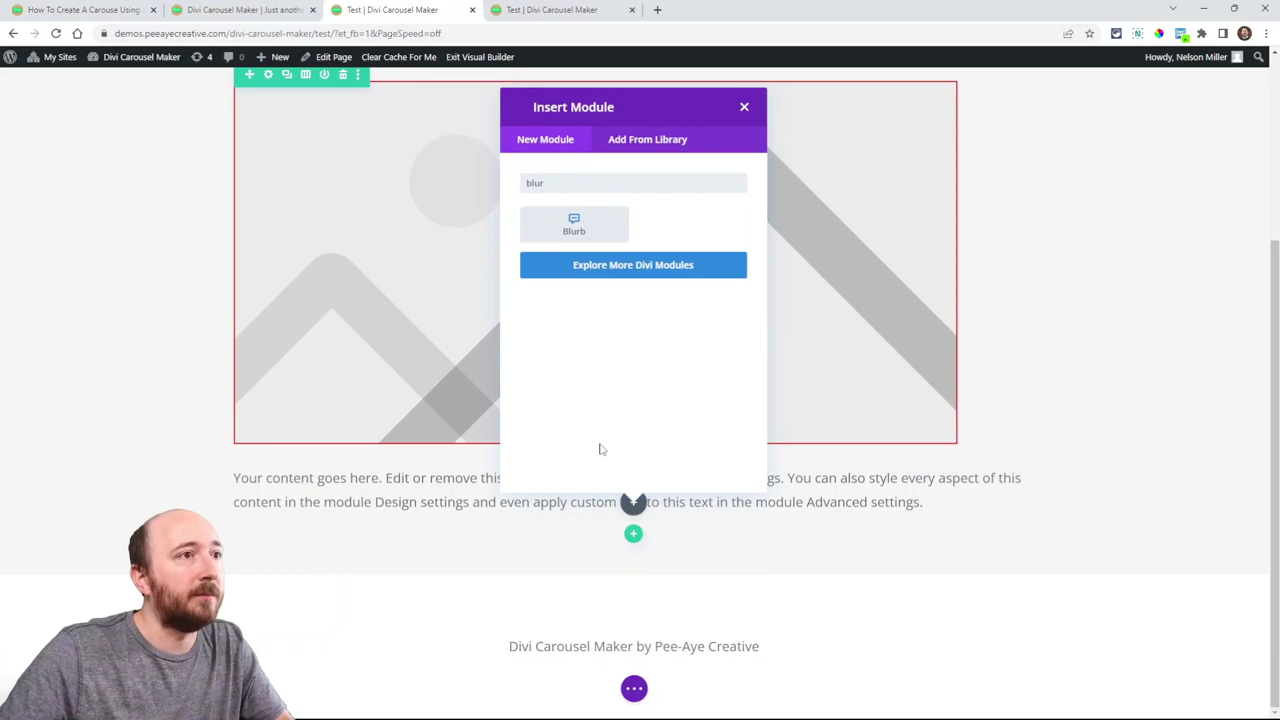 How To Create A Carouse Using
Divi Carousel Maker | Just anothe
Test | Divi Carousel Maker
Test | Divi Carousel Maker
demos.peeayecreative.com/divi-carousel-maker/test/?et_fb=1&PageSpeed=off
My Sites
Divi Carousel Maker
4
0
New
Edit Page
Clear Cache For Me
Exit Visual Builder
Howdy, Nelson Miller
Insert Module
New Module
Add From Library
blur
Blurb
Explore More Divi Modules
Your content goes here. Edit or remove this
gs. You can also style every aspect of this
content in the module Design settings and even apply custom
to this text in the module Advanced settings.
Divi Carousel Maker by Pee-Aye Creative